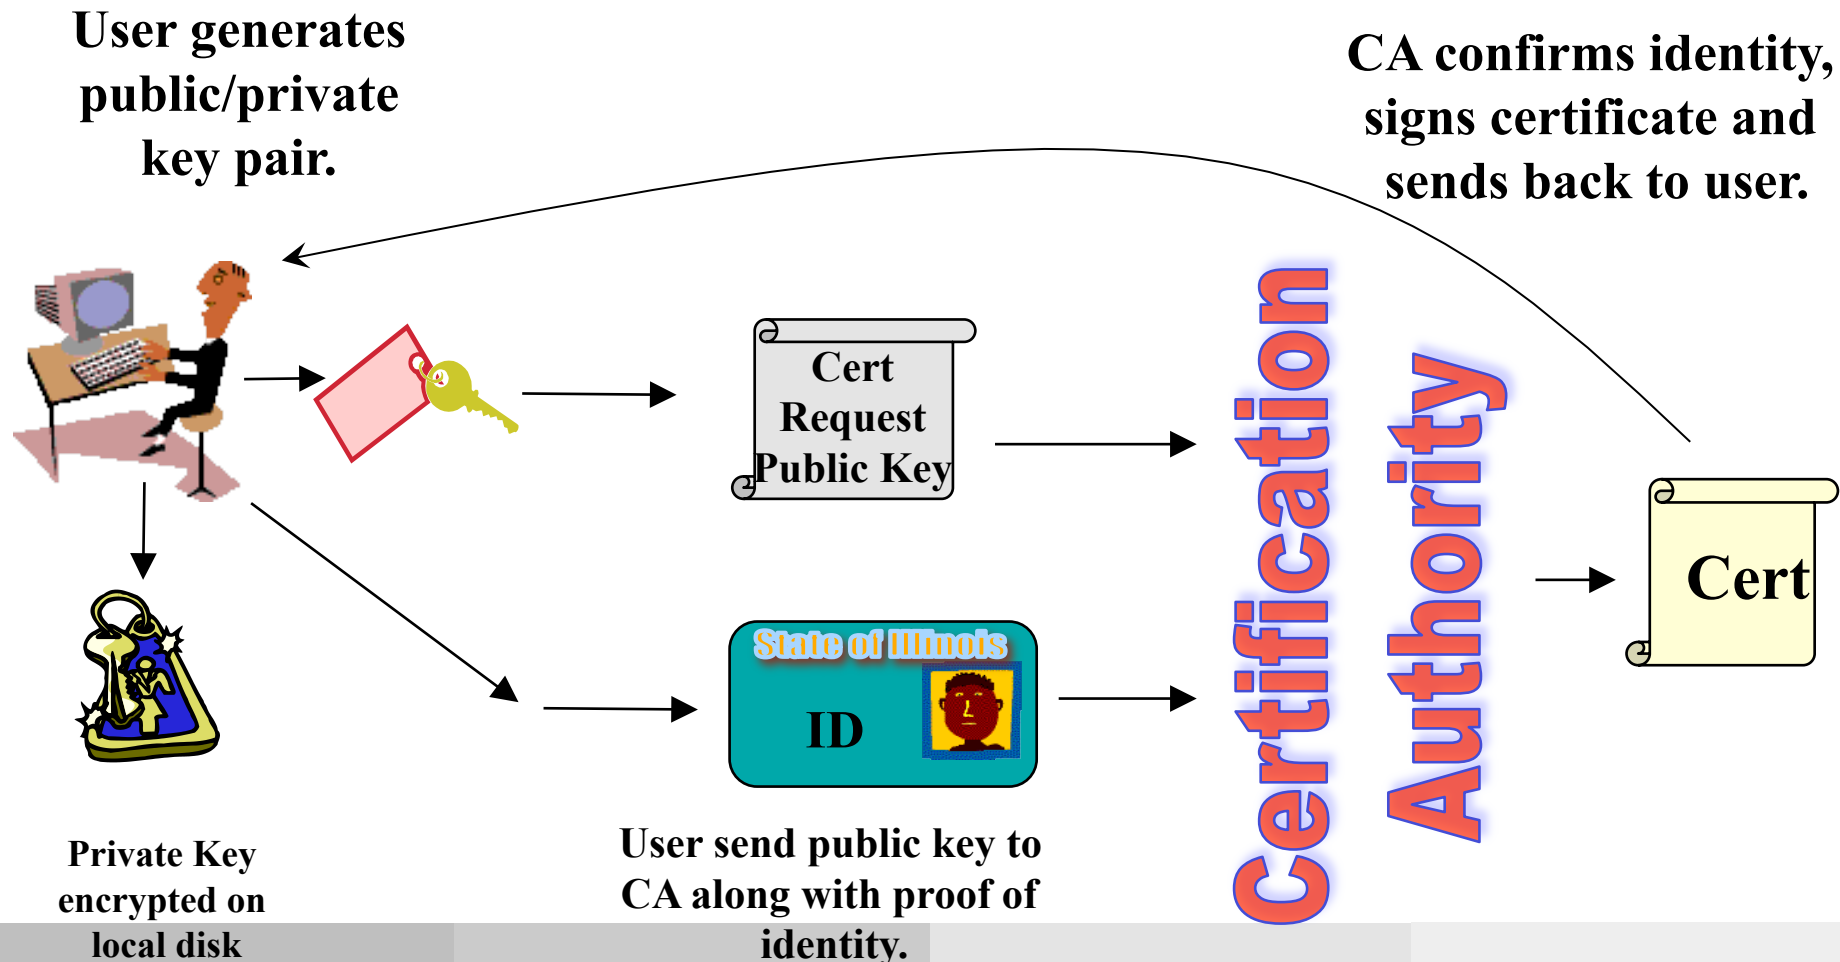 User generates
public/private
key pair.
CA confirms identity,
signs certificate and
sends back to user.
Cert
Request
Public Key
Certification
Authority
Cert
State of Illinois
ID
Private Key
encrypted on
local disk
User send public key to
CA along with proof of
identity.